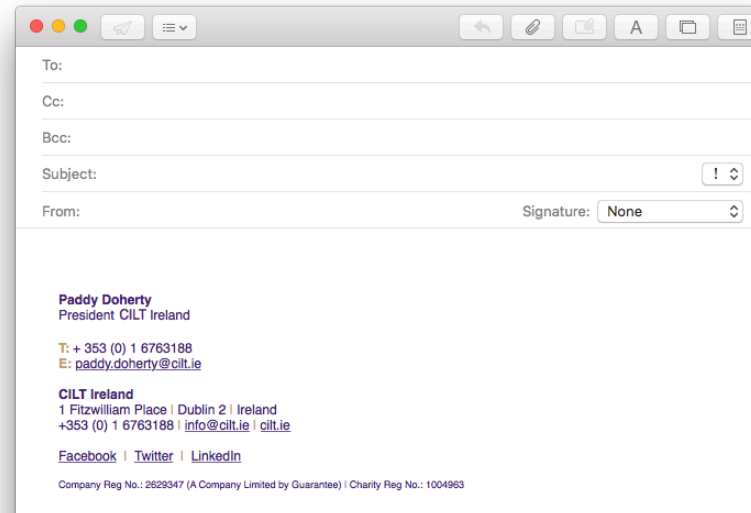 To:
Cc:
Bcc:
Subject: !
From: Signature: None
Paddy Doherty
President CILT Ireland
T: + 353 (0) 1 6763188
E: paddy.doherty@cilt.ie
CILT Ireland
1 Fitzwilliam Place | Dublin 2 | Ireland
+353 (0) 1 6763188 | info@cilt.ie | cilt.ie
Facebook | Twitter | LinkedIn
Company Reg No.: 2629347 (A Company Limited by Guarantee) | Charity Reg No.: 1004963